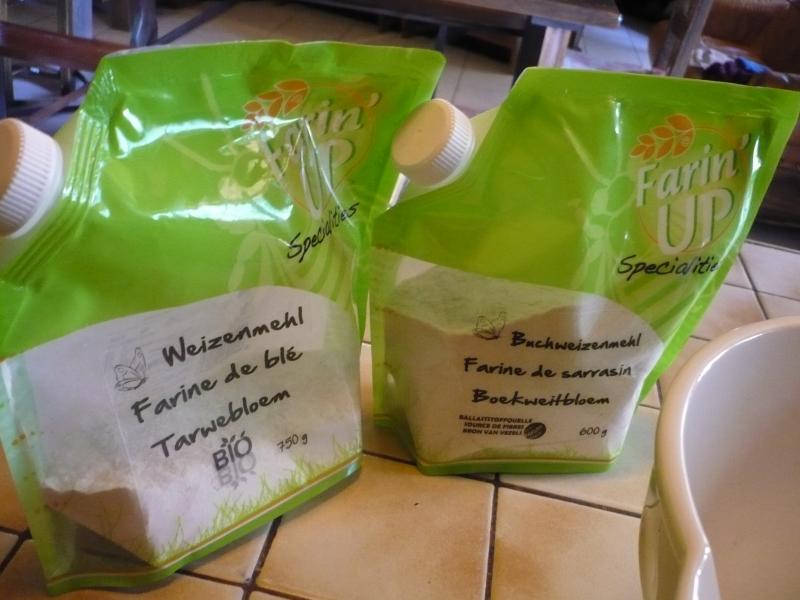 Farin'
UP
Specialities
Weizenmehl
Farine de blé
Tarwebloem
BIO
750 g
Farin'
UP
Specialities
Buchweizenmehl
Farine de sarrasin
Boekweitbloem
BALLASTSTOFFQUELLE
SOURCE DE FIBRES
BRON VAN VEZELS
600 g